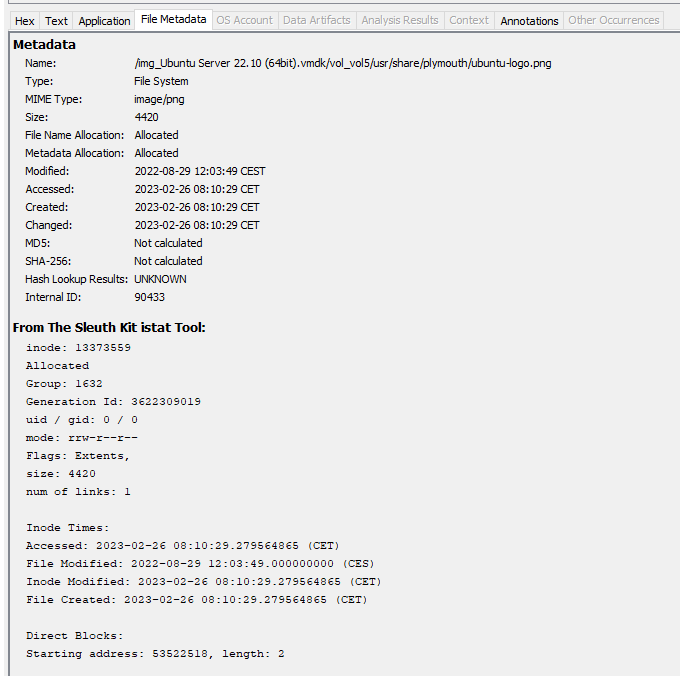 Hex Text Application File Metadata OS Account Data Artifacts Analysis Results Context Annotations Other Occurrences
Metadata
Name: /img_Ubuntu Server 22.10 (64bit).vmdk/vol_vol5/usr/share/plymouth/ubuntu-logo.png
Type: File System
MIME Type: image/png
Size: 4420
File Name Allocation: Allocated
Metadata Allocation: Allocated
Modified: 2022-08-29 12:03:49 CEST
Accessed: 2023-02-26 08:10:29 CET
Created: 2023-02-26 08:10:29 CET
Changed: 2023-02-26 08:10:29 CET
MD5: Not calculated
SHA-256: Not calculated
Hash Lookup Results: UNKNOWN
Internal ID: 90433
From The Sleuth Kit istat Tool:
inode: 13373559
Allocated
Group: 1632
Generation Id: 3622309019
uid / gid: 0 / 0
mode: rrw-r--r--
Flags: Extents,
size: 4420
num of links: 1
Inode Times:
Accessed: 2023-02-26 08:10:29.279564865 (CET)
File Modified: 2022-08-29 12:03:49.000000000 (CES)
Inode Modified: 2023-02-26 08:10:29.279564865 (CET)
File Created: 2023-02-26 08:10:29.279564865 (CET)
Direct Blocks:
Starting address: 53522518, length: 2